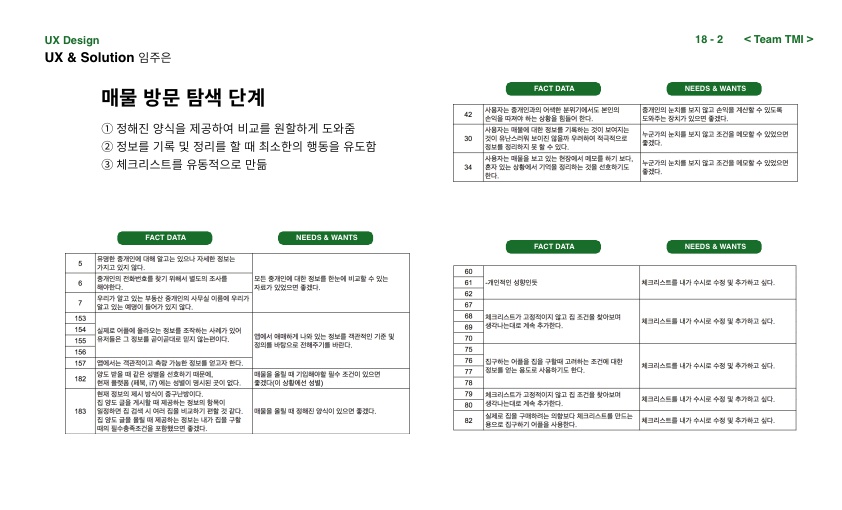 UX Design
UX & Solution 임주은
18 - 2 < Team TMI >
매물 방문 탐색 단계
① 정해진 양식을 제공하여 비교를 원할하게 도와줌
② 정보를 기록 및 정리를 할 때 최소한의 행동을 유도함
③ 체크리스트를 유동적으로 만듦
FACT DATA
NEEDS & WANTS
5
유명한 중개인에 대해 알고는 있으나 자세한 정보는
가지고 있지 않다.
모든 중개인에 대한 정보를 한눈에 비교할 수 있는
자료가 있었으면 좋겠다.
6
중개인의 전화번호를 찾기 위해서 별도의 조사를
해야한다.
7
우리가 알고 있는 부동산 중개인의 사무실 이름에 우리가
알고 있는 예명이 들어가 있지 않다.
153
154
155
156
실제로 어플에 올라오는 정보를 조작하는 사례가 있어
유저들은 그 정보를 곧이곧대로 믿지 않는편이다.
앱에서 애매하게 나와 있는 정보를 객관적인 기준 및
정의를 바탕으로 전해주기를 바란다.
157
앱에서는 객관적이고 측량 가능한 정보를 얻고자 한다.
182
양도 받을 때 같은 성별을 선호하기 때문에,
현재 플랫폼 (페북, i7) 에는 성별이 명시된 곳이 없다.
매물을 올릴 때 기입해야할 필수 조건이 있으면
좋겠다(이 상황에선 성별)
183
현재 정보의 제시 방식이 중구난방이다.
집 양도 글을 게시할 때 제공하는 정보의 항목이
일정하면 집 검색 시 여러 집을 비교하기 편할 것 같다.
집 양도 글을 올릴 때 제공하는 정보는 내가 집을 구할
때의 필수충족조건을 포함했으면 좋겠다.
매물을 올릴 때 정해진 양식이 있으면 좋겠다.
FACT DATA
NEEDS & WANTS
42
사용자는 중개인과의 어색한 분위기에서도 본인의
손익을 따져야 하는 상황을 힘들어 한다.
중개인의 눈치를 보지 않고 손익을 계산할 수 있도록
도와주는 장치가 있으면 좋겠다.
30
사용자는 매물에 대한 정보를 기록하는 것이 보여지는
것이 유난스러워 보이진 않을까 우려하여 적극적으로
정보를 정리하지 못 할 수 있다.
누군가의 눈치를 보지 않고 조건을 메모할 수 있었으면
좋겠다.
34
사용자는 매물을 보고 있는 현장에서 메모를 하기 보다,
혼자 있는 상황에서 기억을 정리하는 것을 선호하기도
한다.
누군가의 눈치를 보지 않고 조건을 메모할 수 있었으면
좋겠다.
FACT DATA
NEEDS & WANTS
60
61
62
-개인적인 성향인듯
체크리스트를 내가 수시로 수정 및 추가하고 싶다.
67
68
69
70
체크리스트가 고정적이지 않고 집 조건을 찾아보며
생각나는대로 계속 추가한다.
체크리스트를 내가 수시로 수정 및 추가하고 싶다.
75
76
77
78
집구하는 어플을 집을 구할때 고려하는 조건에 대한
정보를 얻는 용도로 사용하기도 한다.
체크리스트를 내가 수시로 수정 및 추가하고 싶다.
79
80
체크리스트가 고정적이지 않고 집 조건을 찾아보며
생각나는대로 계속 추가한다.
체크리스트를 내가 수시로 수정 및 추가하고 싶다.
82
실제로 집을 구매하려는 의향보다 체크리스트를 만드는
용으로 집구하기 어플을 사용한다.
체크리스트를 내가 수시로 수정 및 추가하고 싶다.